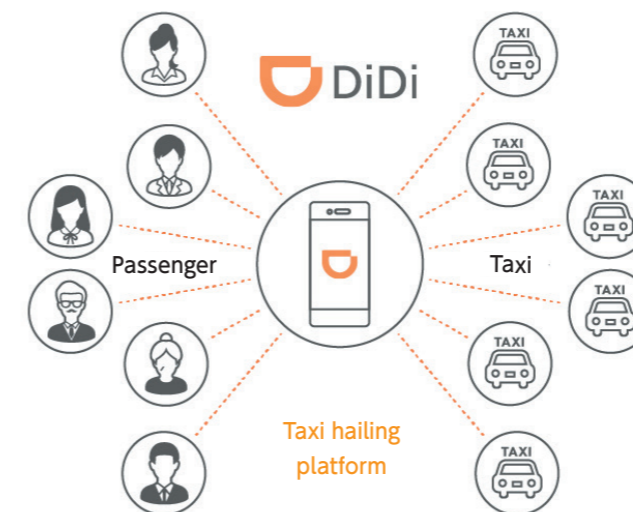 TAXI
DiDi
TAXI
TAXI
Passenger
Taxi
TAXI
TAXI
Taxi hailing
platform
TAXI